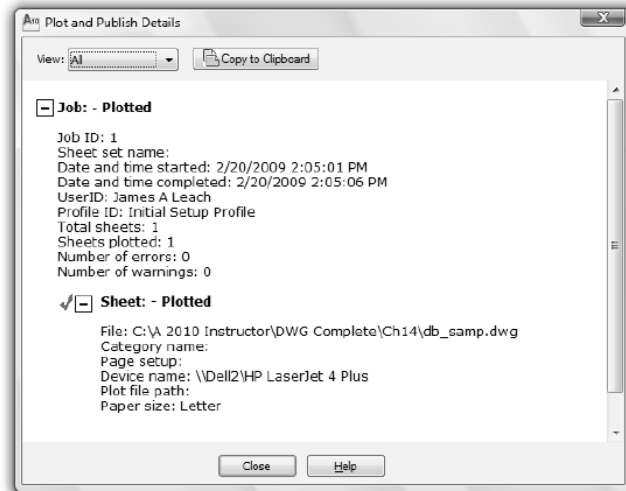 Plot and Publish Details
View: All Copy to Clipboard
Job: - Plotted
Job ID: 1
Sheet set name:
Date and time started: 2/20/2009 2:05:01 PM
Date and time completed: 2/20/2009 2:05:06 PM
UserID: James A Leach
Profile ID: Initial Setup Profile
Total sheets: 1
Sheets plotted: 1
Number of errors: 0
Number of warnings: 0
Sheet: - Plotted
File: C:\A 2010 Instructor\DWG Complete\Ch14\db_samp.dwg
Category name:
Page setup:
Device name: \\Dell2\HP LaserJet 4 Plus
Plot file path:
Paper size: Letter
Close Help